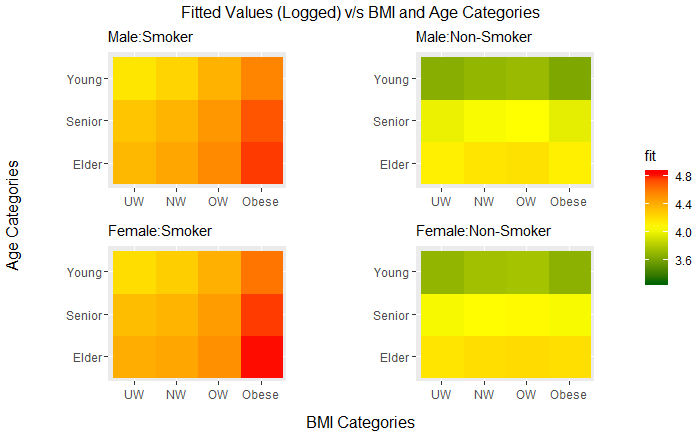 Fitted Values (Logged) v/s BMI and Age Categories
Male:Smoker
Male:Non-Smoker
Young
Senior
Elder
UW NW OW Obese
Young
Senior
Elder
UW NW OW Obese
Female:Smoker
Female:Non-Smoker
Young
Senior
Elder
UW NW OW Obese
Young
Senior
Elder
UW NW OW Obese
Age Categories
BMI Categories
fit
4.8
4.4
4.0
3.6